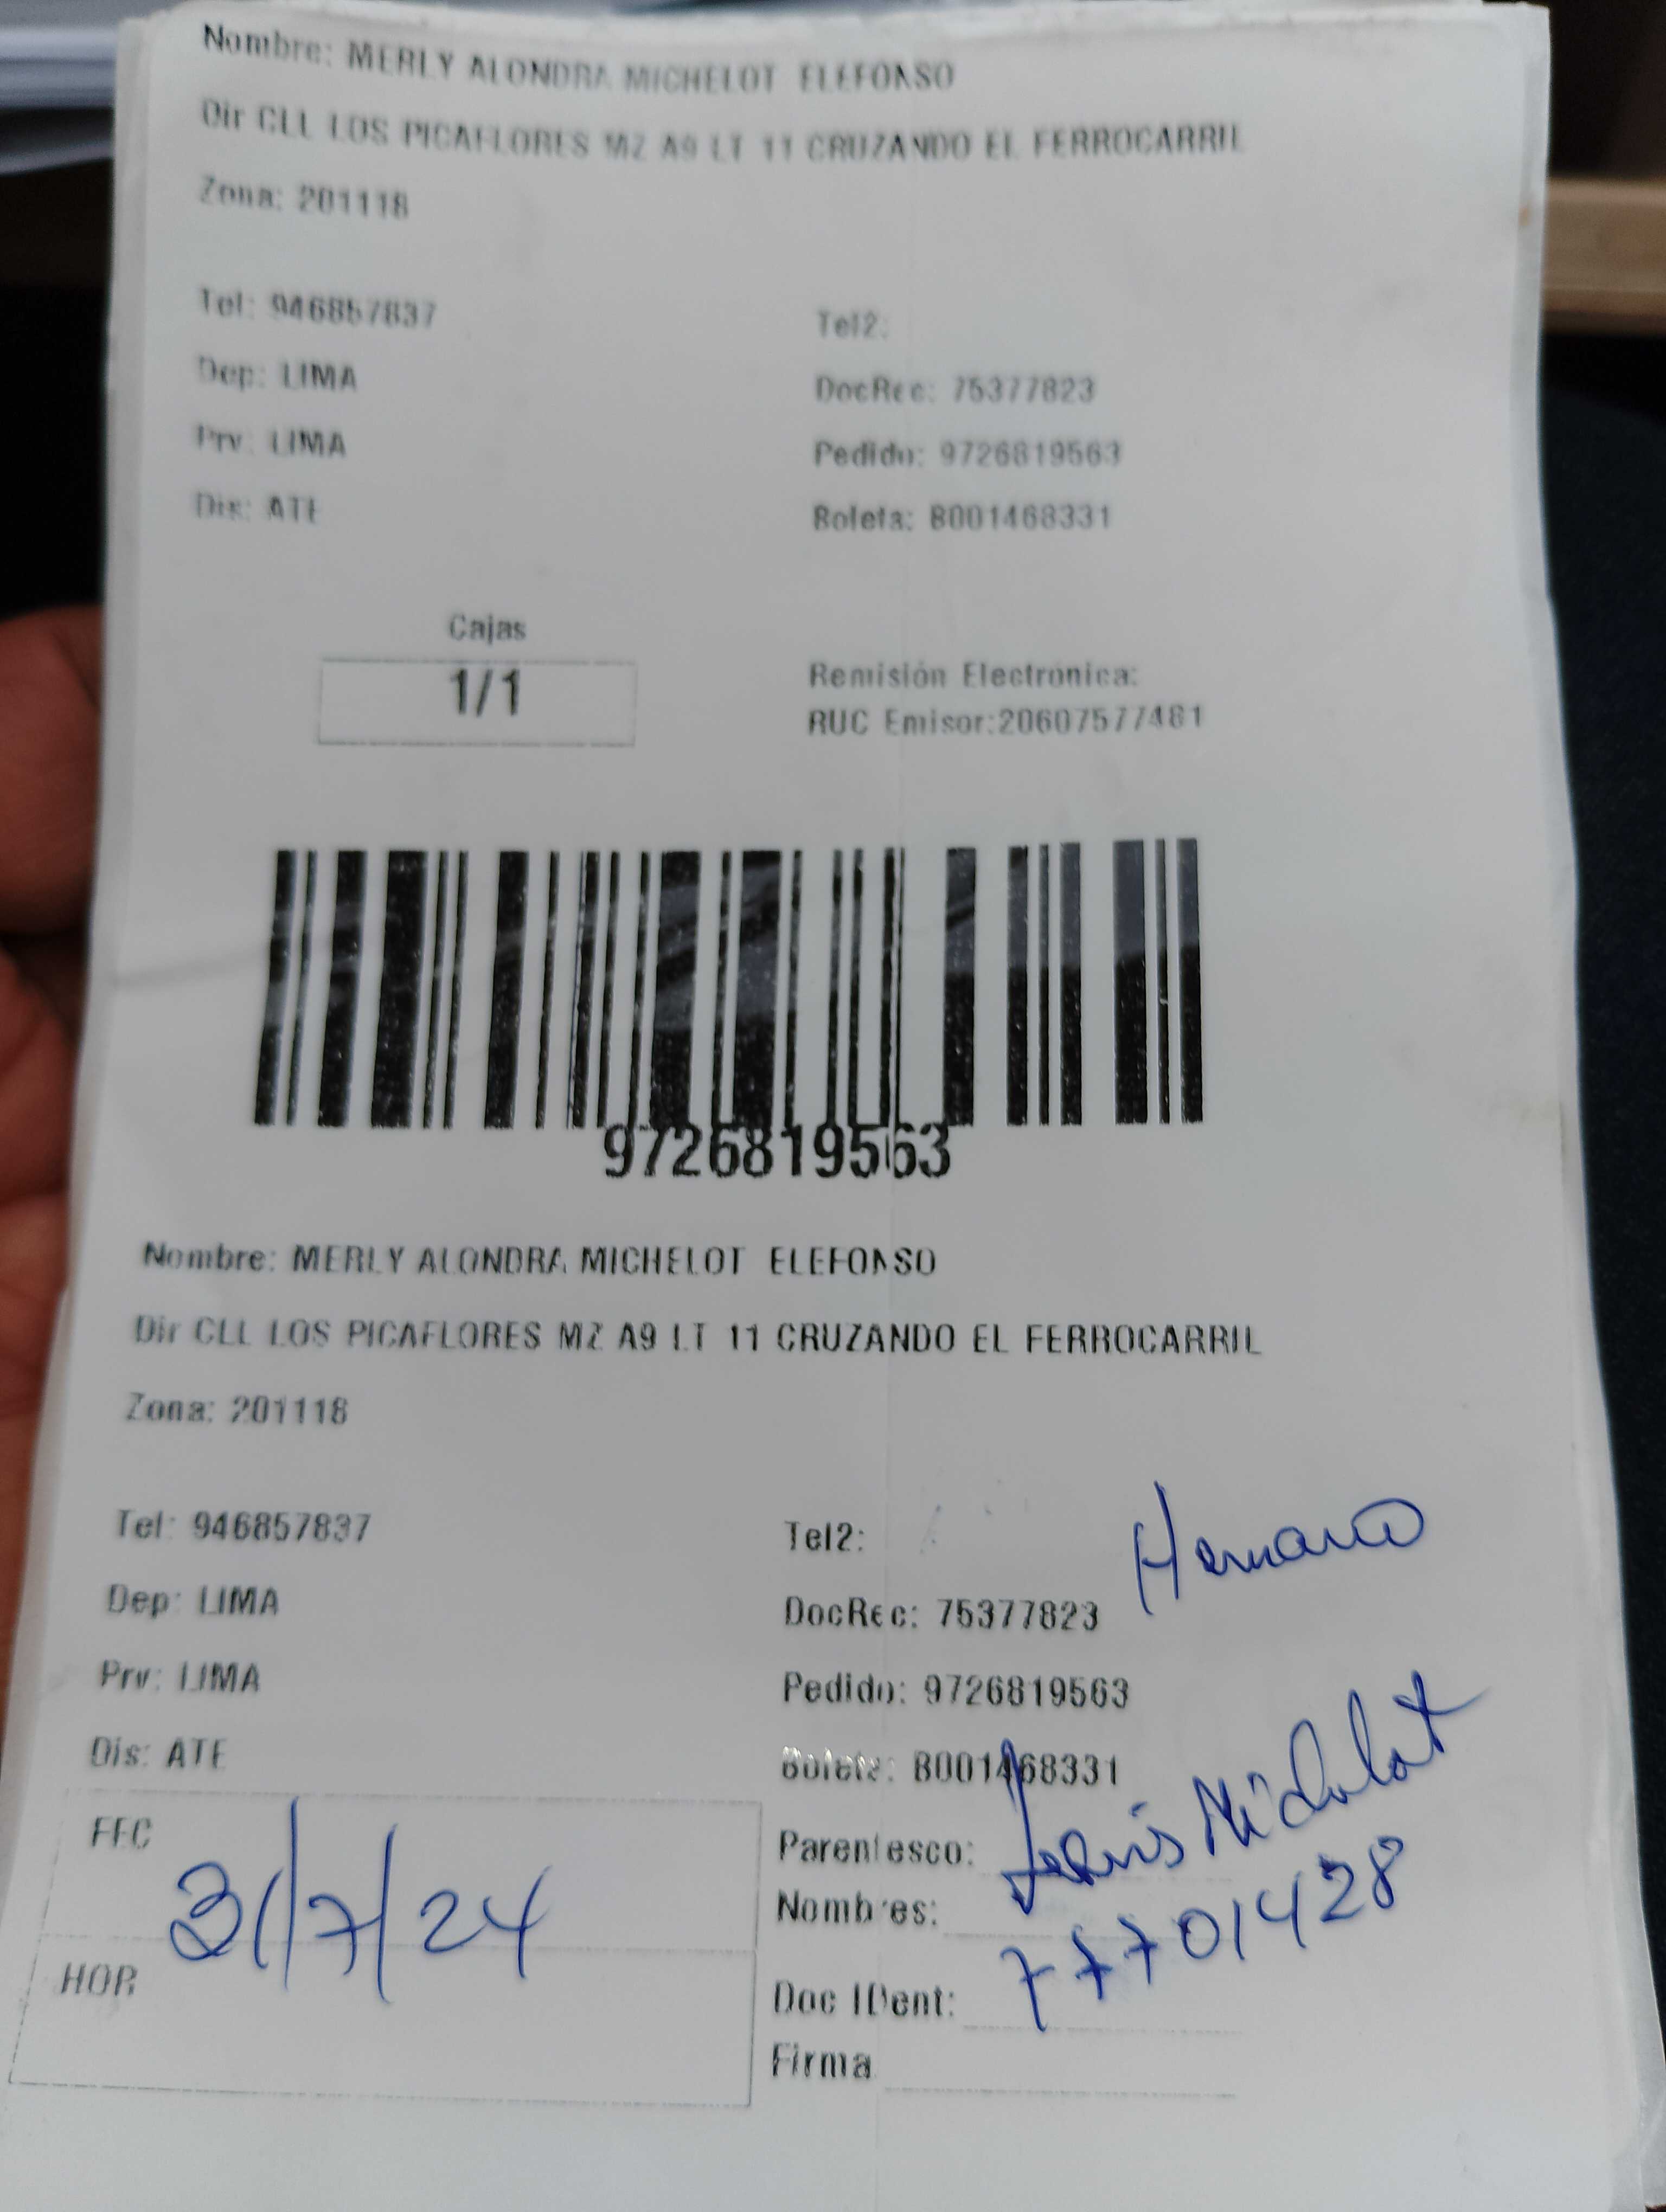 Nombre: MERLY ALONDRA MICHELOT ELEFONSO
Dir CLL LOS PICAFLORES MZ A9 LT 11 CRUZANDO EL FERROCARRIL
Zona: 201118
Tel: 946857837
Tel2:
Dep: LIMA
DocRec: 75377823
Prv: LIMA
Pedido: 9726819563
Dis: ATE
Boleta: B001468331
Cajas
1/1
Remisión Electrónica:
RUC Emisor:20607577481
9726819563
Nombre: MERLY ALONDRA MICHELOT ELEFONSO
Dir CLL LOS PICAFLORES MZ A9 LT 11 CRUZANDO EL FERROCARRIL
Zona: 201118
Tel: 946857837
Tel2:
Hermano
Dep: LIMA
DocRec: 75377823
Prv: LIMA
Pedido: 9726819563
Dis: ATE
Boleta: B001468331
FEC
31/7/24
Parentesco:
Michelot
Nombres:
77701428
HOR
Doc IDent:
Firma